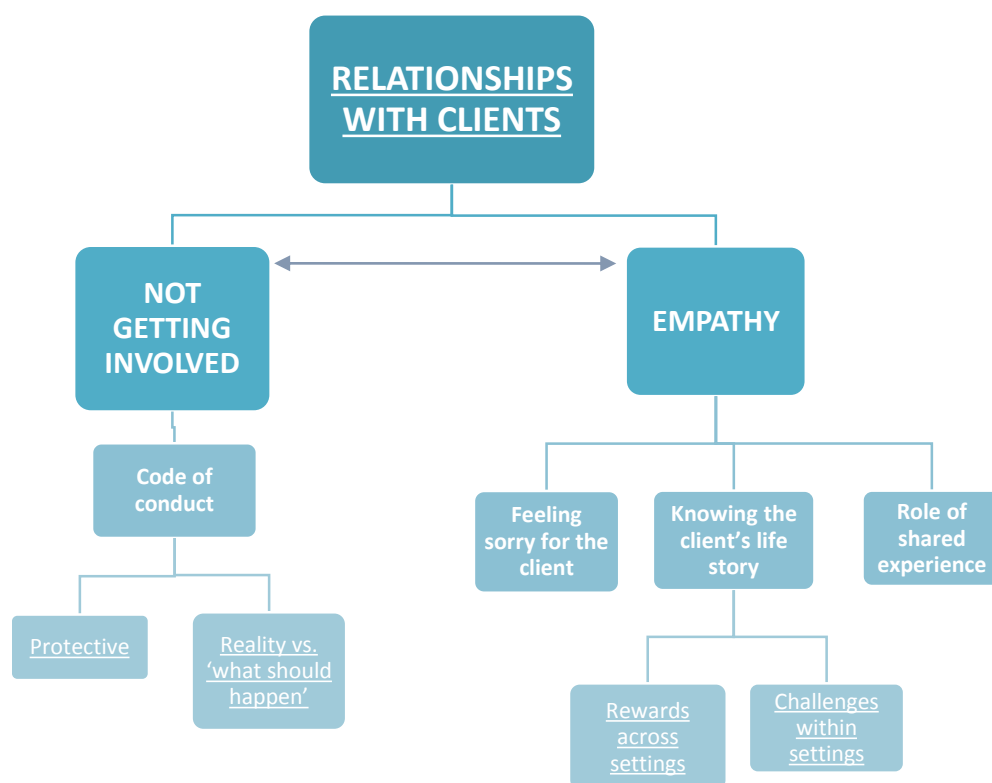 RELATIONSHIPS
WITH CLIENTS
NOT
GETTING
INVOLVED
EMPATHY
Code of
conduct
Feeling
sorry for the
client
Knowing the
client’s life
story
Role of
shared
experience
Protective
Reality vs.
‘what should
happen’
Rewards
across
settings
Challenges
within
settings